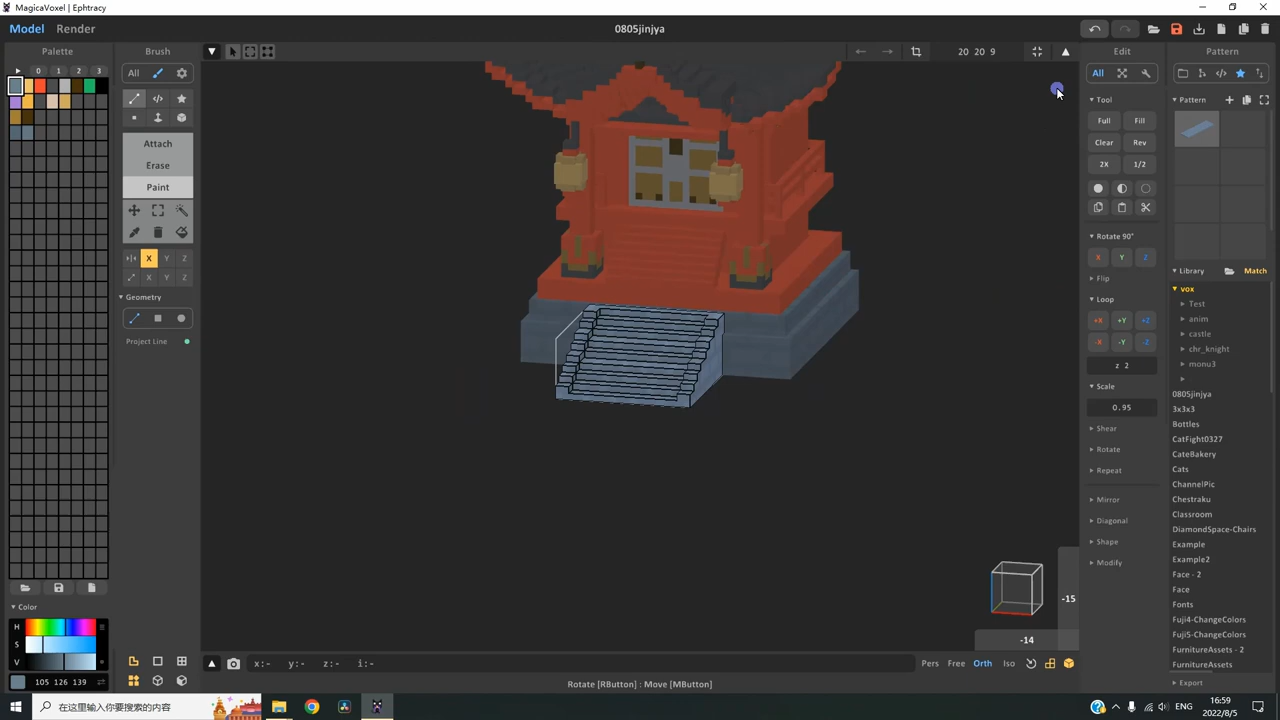 MagicaVoxel | Ephtracy
Model Render
0805jinjya
Palette
Brush
20 20 9
Edit
Pattern
0 1 2 3
All
All
Pattern
Tool
Full Fill
Clear Rev
2X 1/2
Attach
Erase
Paint
X Y Z
X Y Z
Geometry
Project Line
Rotate 90°
X Y Z
Flip
Loop
+X +Y +Z
-X -Y -Z
z 2
Scale
0.95
Shear
Rotate
Repeat
Mirror
Diagonal
Shape
Modify
Library Match
vox
Test
anim
castle
chr_knight
monu3
0805jinjya
3x3x3
Bottles
CatFight0327
CateBakery
Cats
ChannelPic
Chestraku
Classroom
DiamondSpace-Chairs
Example
Example2
Face - 2
Face
Fonts
Fuji4-ChangeColors
Fuji5-ChangeColors
FurnitureAssets - 2
FurnitureAssets
Export
Color
H
S
V
105 126 139
-15
-14
x:- y:- z:- i:-
Pers Free Orth Iso
Rotate [RButton] : Move [MButton]
在这里输入你要搜索的内容
ENG
16:59
2022/8/5